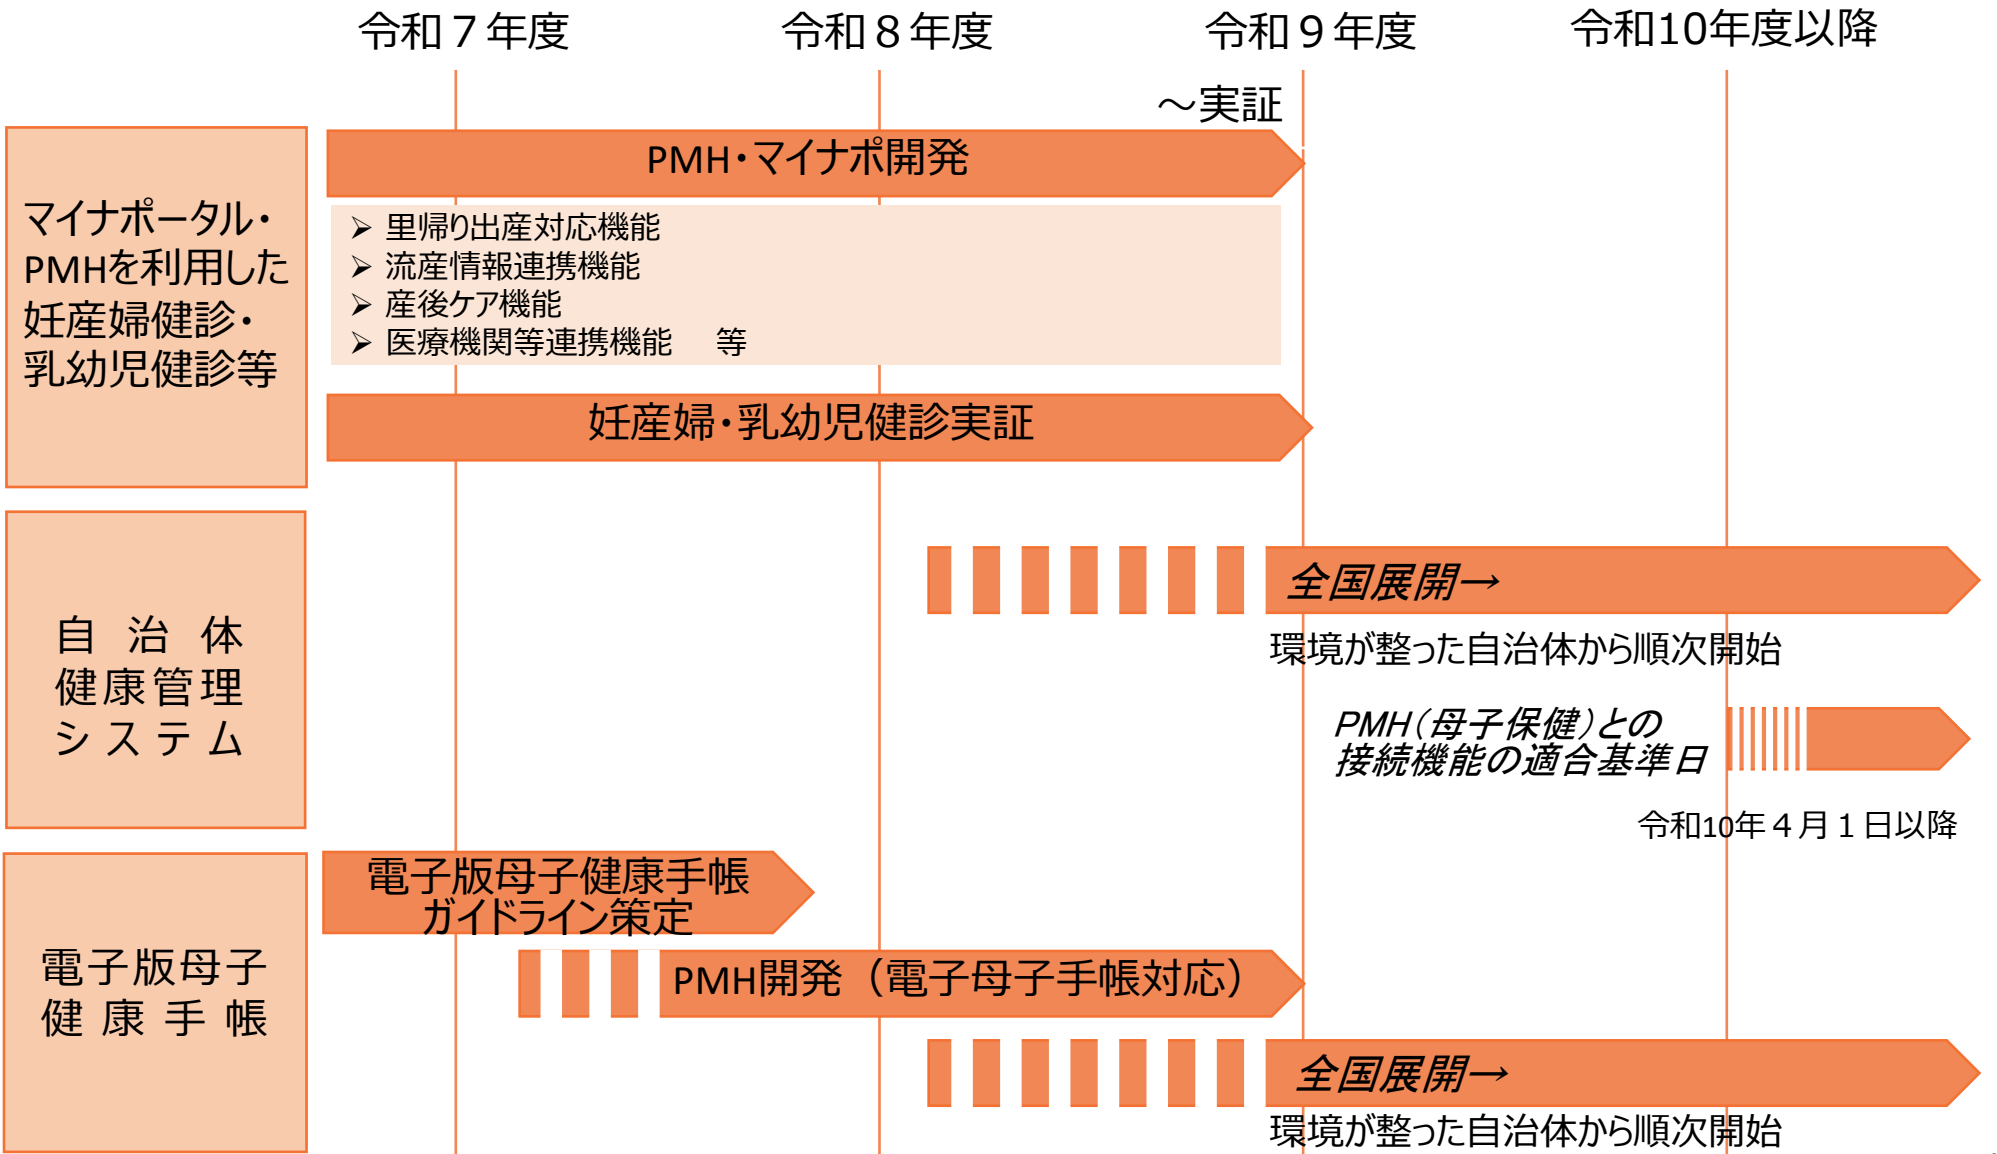 令和７年度
令和８年度
令和９年度
令和10年度以降
～実証
マイナポータル・
PMHを利用した
妊産婦健診・
乳幼児健診等
PMH・マイナポ開発
➢ 里帰り出産対応機能
➢ 流産情報連携機能
➢ 産後ケア機能
➢ 医療機関等連携機能　等
妊産婦・乳幼児健診実証
自治体
健康管理
システム
全国展開→
環境が整った自治体から順次開始
PMH（母子保健）との
接続機能の適合基準日
令和10年４月１日以降
電子版母子
健康手帳
電子版母子健康手帳
ガイドライン策定
PMH開発（電子母子手帳対応）
全国展開→
環境が整った自治体から順次開始